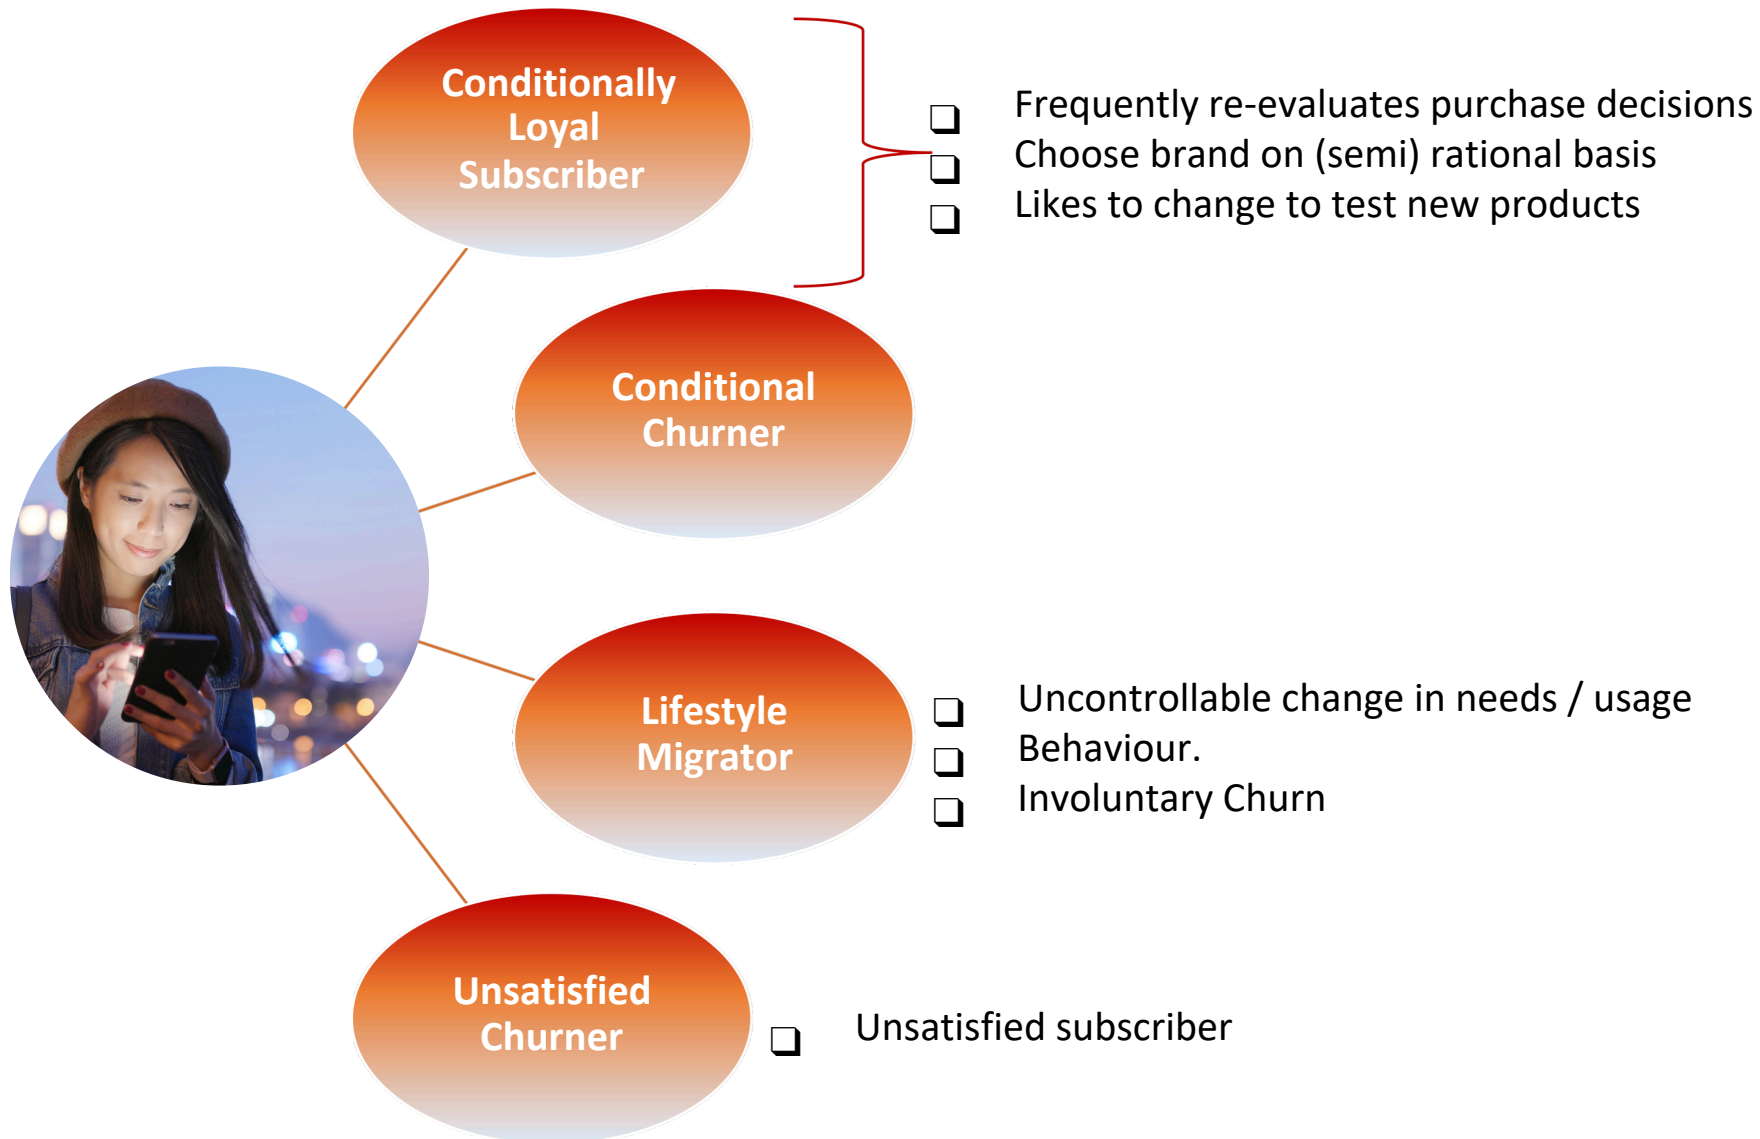 Conditionally
Loyal
Subscriber
❑ Frequently re-evaluates purchase decisions
❑ Choose brand on (semi) rational basis
❑ Likes to change to test new products
Conditional
Churner
Lifestyle
Migrator
❑ Uncontrollable change in needs / usage
❑ Behaviour.
❑ Involuntary Churn
Unsatisfied
Churner
❑ Unsatisfied subscriber